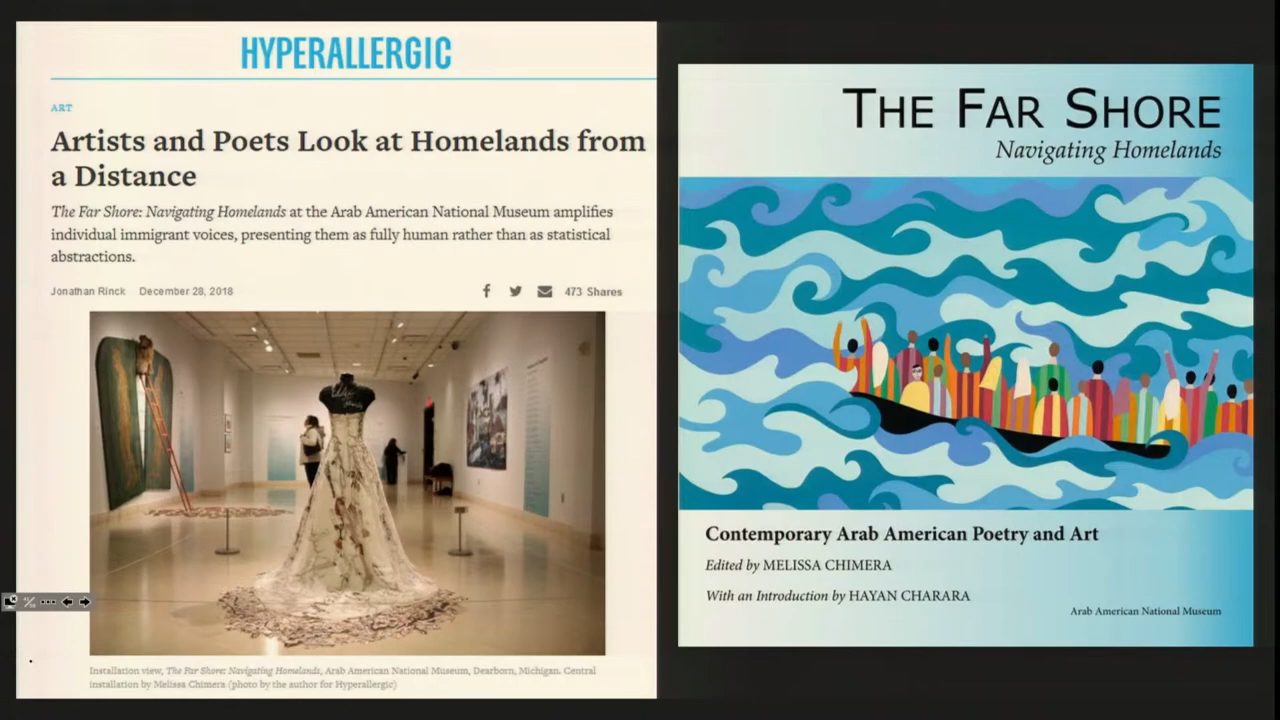 HYPERALLERGIC
ART
Artists and Poets Look at Homelands from
a Distance
The Far Shore: Navigating Homelands at the Arab American National Museum amplifies
individual immigrant voices, presenting them as fully human rather than as statistical
abstractions.
Jonathan Rinck December 28, 2018
473 Shares
Installation view, The Far Shore: Navigating Homelands, Arab American National Museum, Dearborn, Michigan. Central
installation by Melissa Chimera (photo by the author for Hyperallergic)
THE FAR SHORE
Navigating Homelands
Contemporary Arab American Poetry and Art
Edited by MELISSA CHIMERA
With an Introduction by HAYAN CHARARA
Arab American National Museum